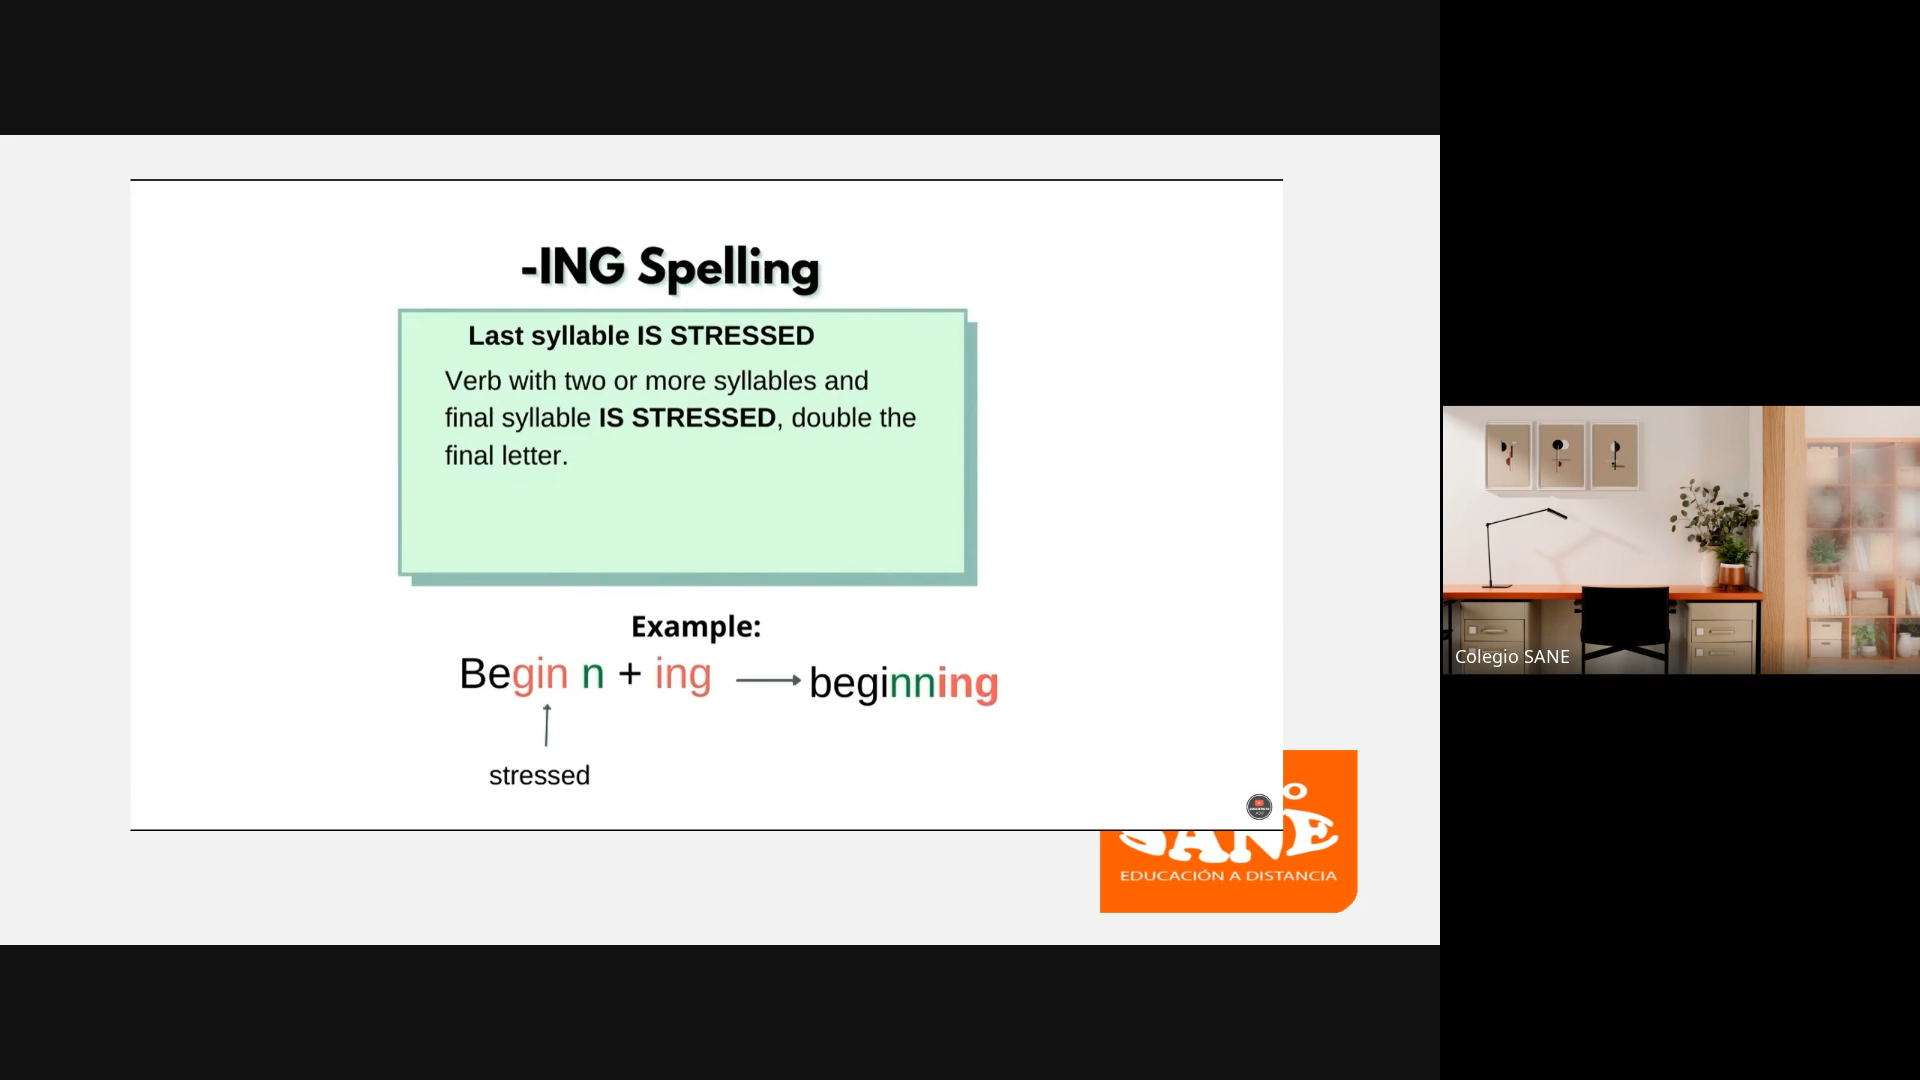 -ING Spelling
Last syllable IS STRESSED
Verb with two or more syllables and
final syllable IS STRESSED, double the
final letter.
Example:
Begin n + ing
beginning
stressed
SANE
EDUCACIÓN A DISTANCIA
Colegio SANE